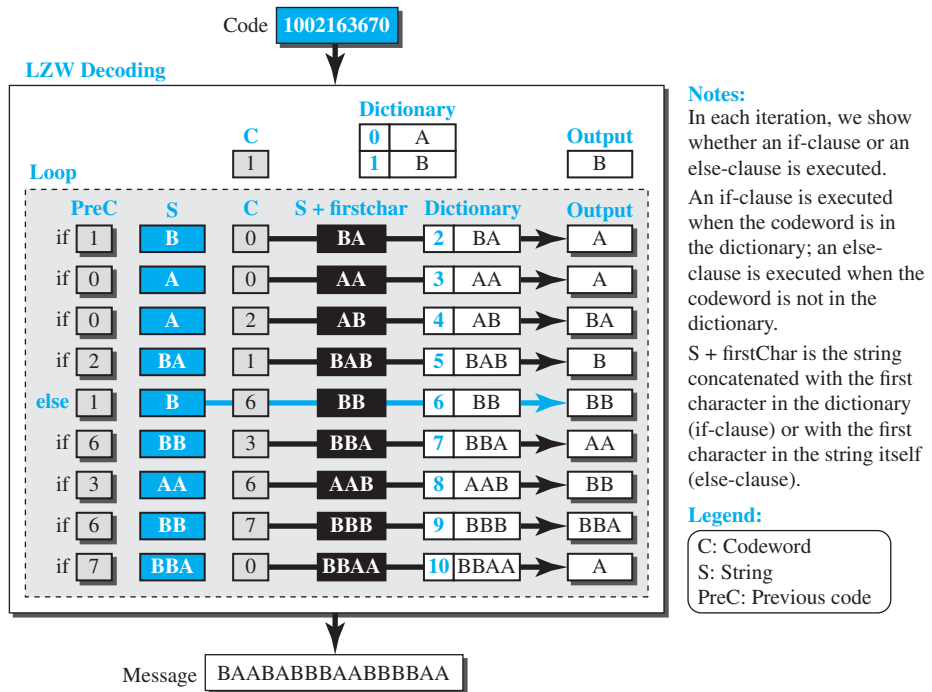 Code 1002163670
LZW Decoding
Dictionary
C 0 A Output
1 1 B B
Loop
PreC S C S + firstchar Dictionary Output
if 1 B 0 BA 2 BA A
if 0 A 0 AA 3 AA A
if 0 A 2 AB 4 AB BA
if 2 BA 1 BAB 5 BAB B
else 1 B 6 BB 6 BB BB
if 6 BB 3 BBA 7 BBA AA
if 3 AA 6 AAB 8 AAB BB
if 6 BB 7 BBB 9 BBB BBA
if 7 BBA 0 BBAA 10 BBAA A
Message BAABABBBAABBBBAA
Notes:
In each iteration, we show
whether an if-clause or an
else-clause is executed.
An if-clause is executed
when the codeword is in
the dictionary; an else-
clause is executed when the
codeword is not in the
dictionary.
S + firstChar is the string
concatenated with the first
character in the dictionary
(if-clause) or with the first
character in the string itself
(else-clause).
Legend:
C: Codeword
S: String
PreC: Previous code